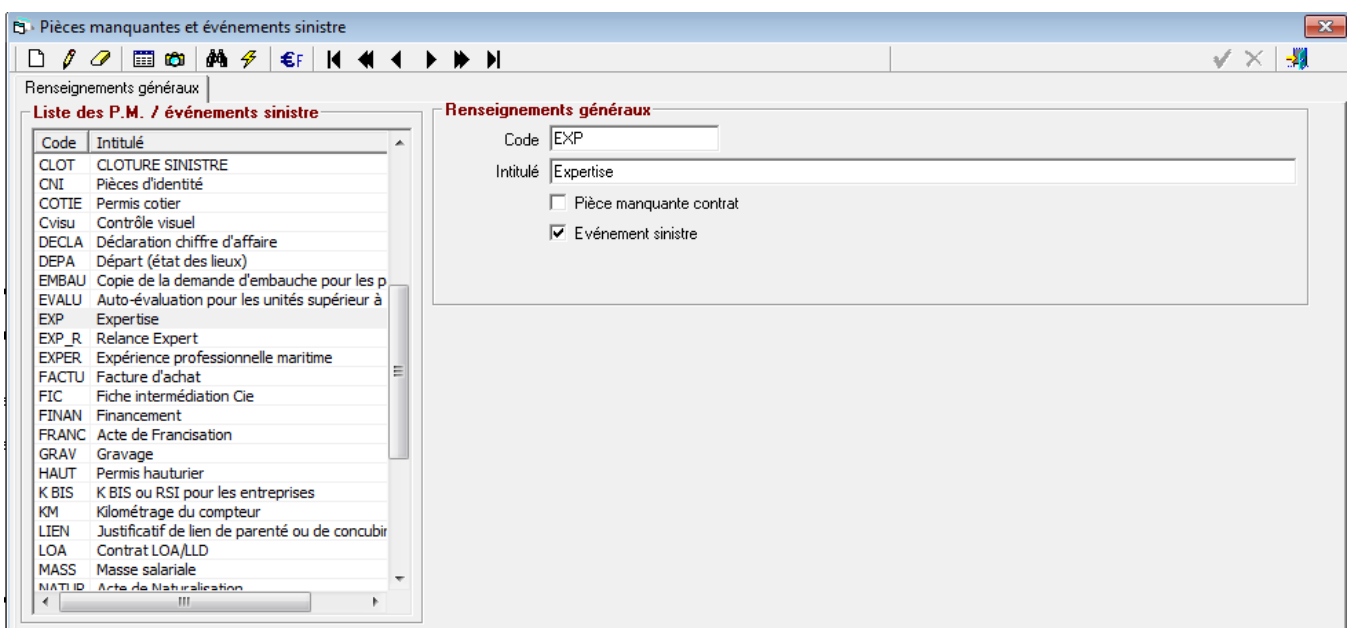 Pièces manquantes et événements sinistre
€F
Renseignements généraux
Liste des P.M. / événements sinistre
Code Intitulé
CLOT CLOTURE SINISTRE
CNI Pièces d'identité
COTIE Permis cotier
Cvisu Contrôle visuel
DECLA Déclaration chiffre d'affaire
DEPA Départ (état des lieux)
EMBAU Copie de la demande d'embauche pour les p
EVALU Auto-évaluation pour les unités supérieur à
EXP Expertise
EXP_R Relance Expert
EXPER Expérience professionnelle maritime
FACTU Facture d'achat
FIC Fiche intermédiation Cie
FINAN Financement
FRANC Acte de Francisation
GRAV Gravage
HAUT Permis hauturier
K BIS K BIS ou RSI pour les entreprises
KM Kilométrage du compteur
LIEN Justificatif de lien de parenté ou de concubin
LOA Contrat LOA/LLD
MASS Masse salariale
NATUR Acte de Naturalisation
Renseignements généraux
Code EXP
Intitulé Expertise
Pièce manquante contrat
Evénement sinistre